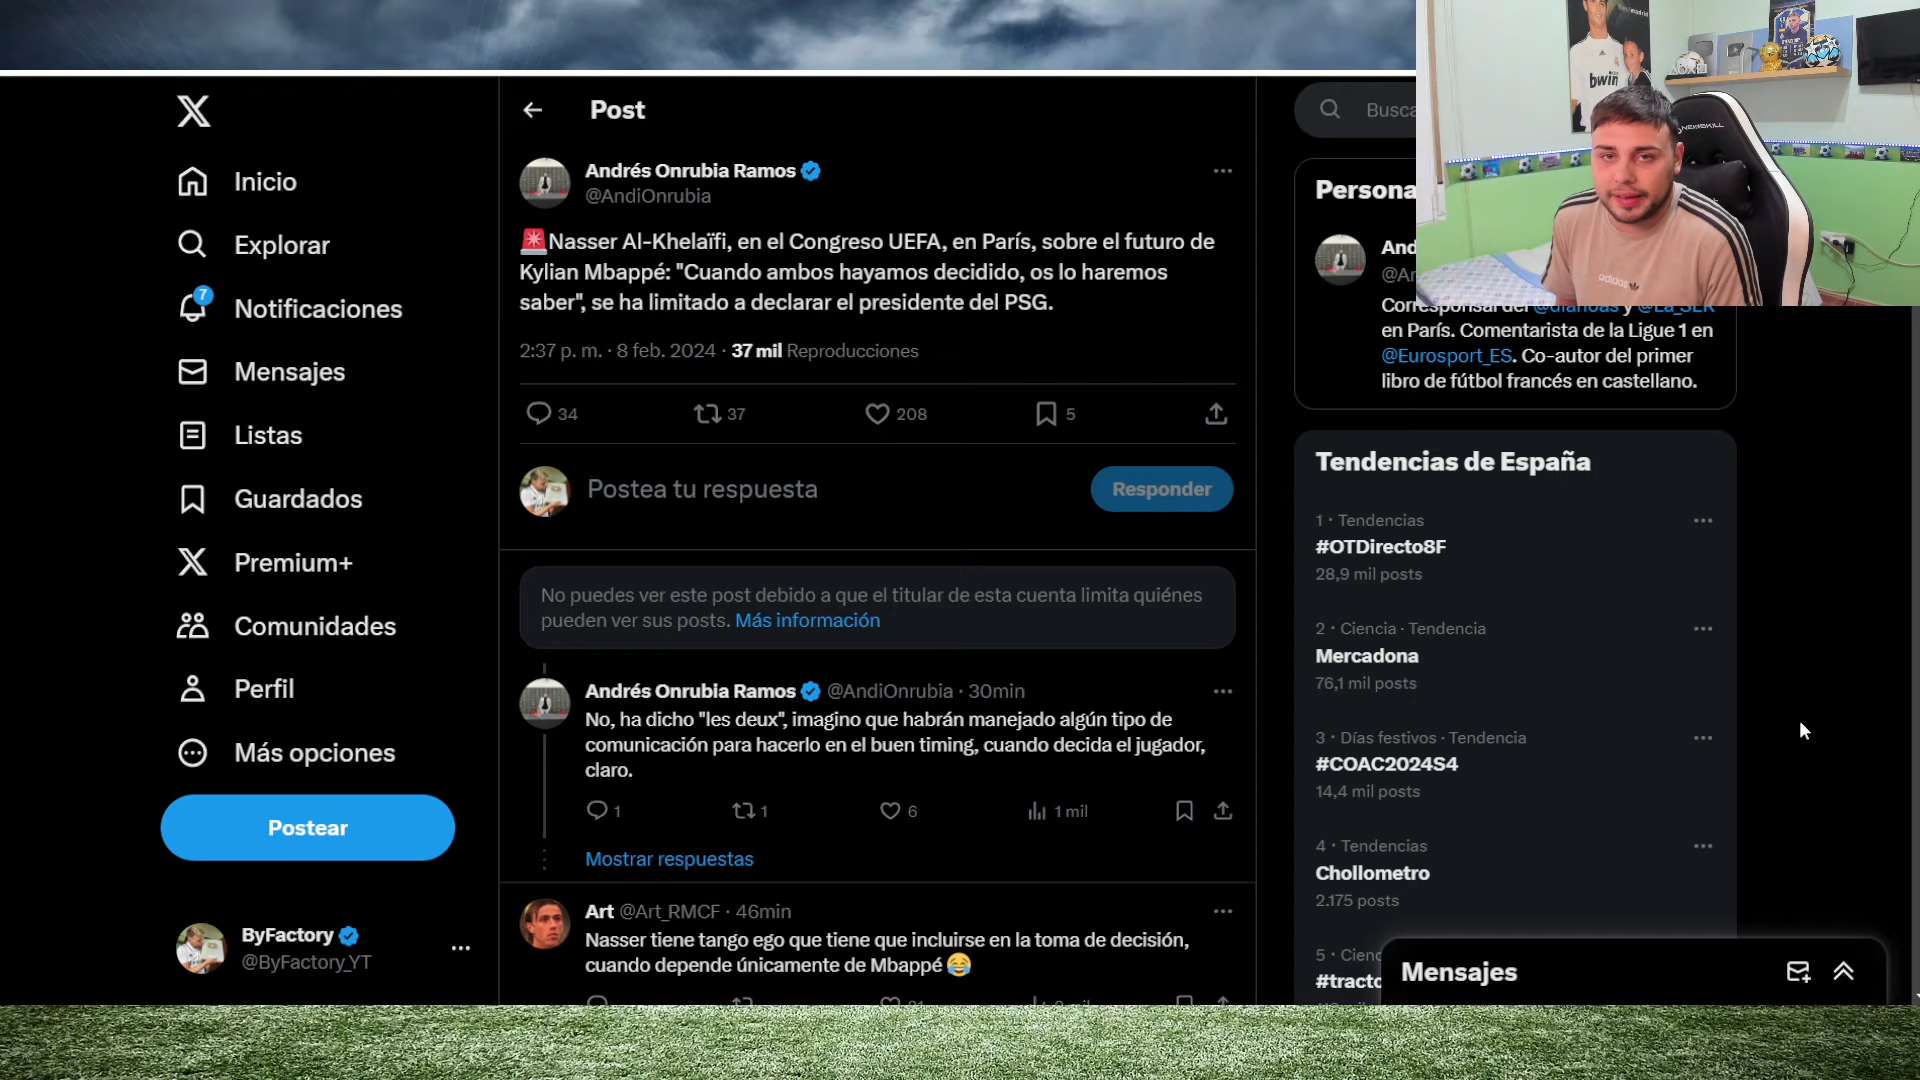 Inicio
Explorar
7
Notificaciones
Mensajes
Listas
Guardados
Premium+
Comunidades
Perfil
Más opciones
Postear
ByFactory
@ByFactory_YT
Post
Andrés Onrubia Ramos
@AndiOnrubia
🚨Nasser Al-Khelaïfi, en el Congreso UEFA, en París, sobre el futuro de
Kylian Mbappé: "Cuando ambos hayamos decidido, os lo haremos
saber", se ha limitado a declarar el presidente del PSG.
2:37 p. m. · 8 feb. 2024 · 37 mil Reproducciones
34 37 208 5
Postea tu respuesta
Responder
No puedes ver este post debido a que el titular de esta cuenta limita quiénes
pueden ver sus posts. Más información
Andrés Onrubia Ramos @AndiOnrubia · 30min
No, ha dicho "les deux", imagino que habrán manejado algún tipo de
comunicación para hacerlo en el buen timing, cuando decida el jugador,
claro.
1 1 6 1 mil
Mostrar respuestas
Art @Art_RMCF · 46min
Nasser tiene tango ego que tiene que incluirse en la toma de decisión,
cuando depende únicamente de Mbappé 😂
Busca
Persona
And
@An
Corresponsal del @diarioas y @La_SER
en París. Comentarista de la Ligue 1 en
@Eurosport_ES. Co-autor del primer
libro de fútbol francés en castellano.
Tendencias de España
1 · Tendencias
#OTDirecto8F
28,9 mil posts
2 · Ciencia · Tendencia
Mercadona
76,1 mil posts
3 · Días festivos · Tendencia
#COAC2024S4
14,4 mil posts
4 · Tendencias
Chollometro
2.175 posts
5 · Cienc
#tracto
Mensajes
bwin
adidas